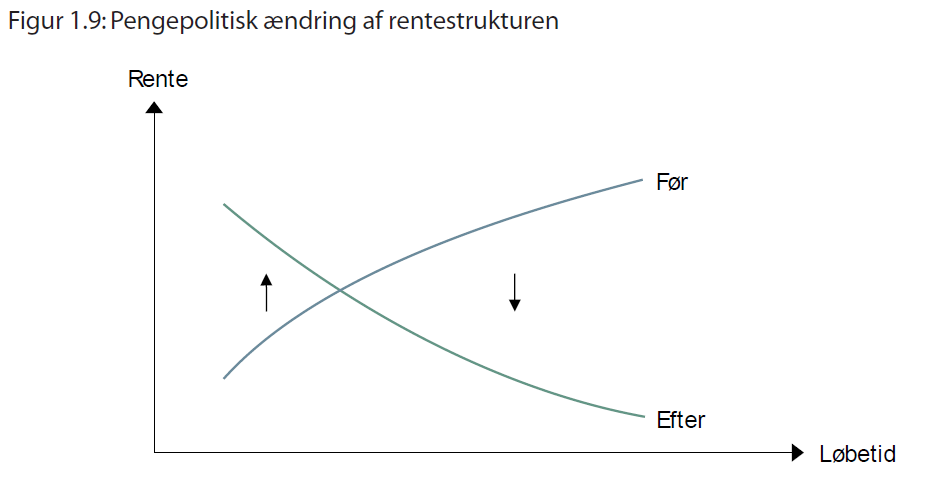 Figur 1.9: Pengepolitisk ændring af rentestrukturen
Rente
Før
Efter
Løbetid